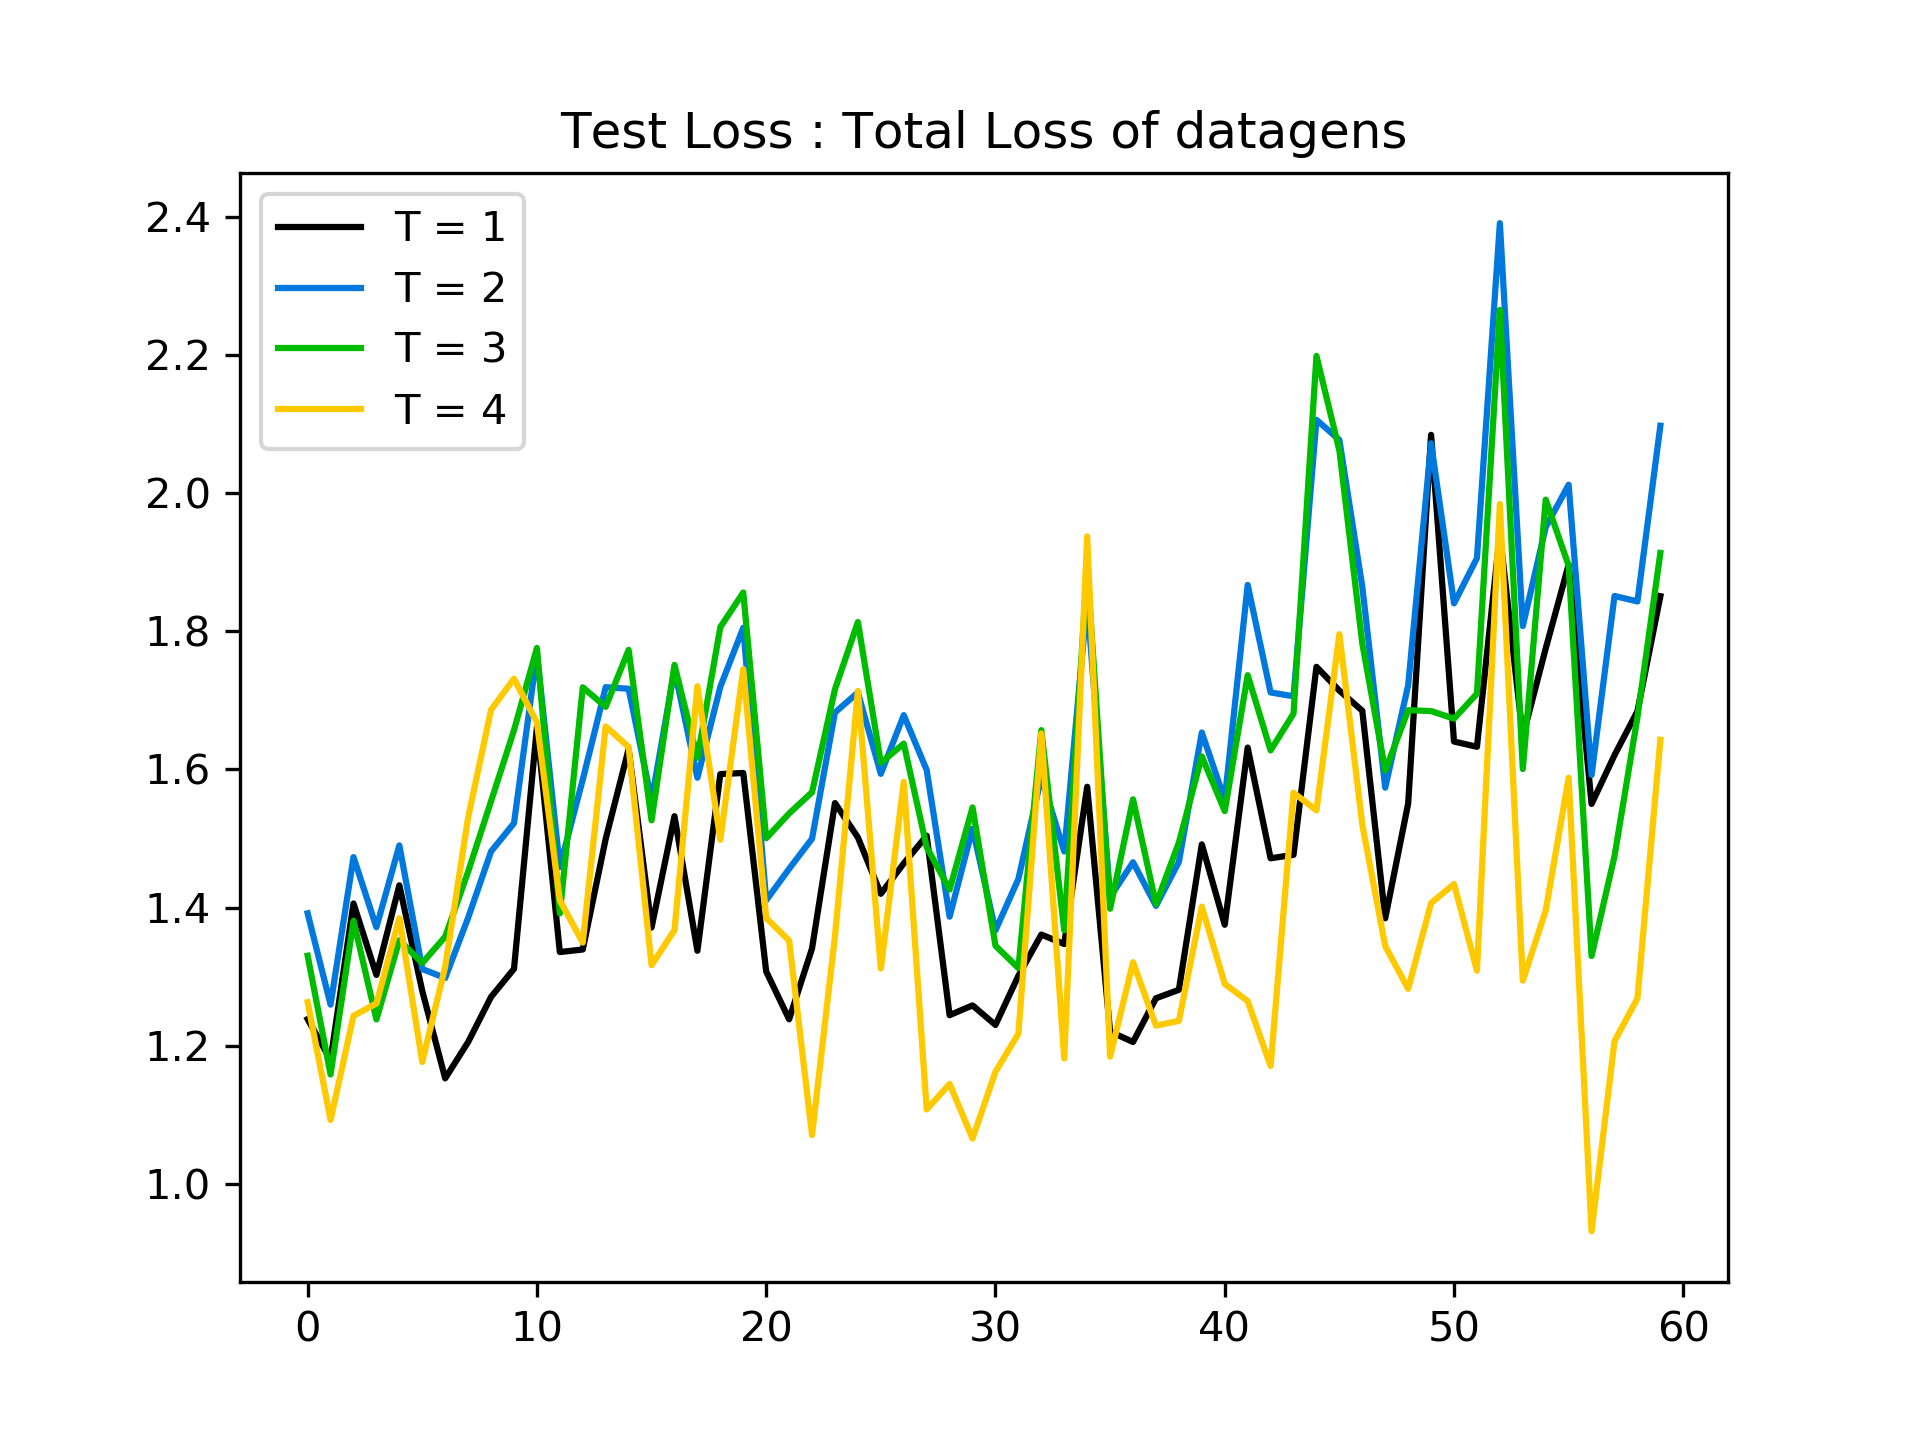 Test Loss : Total Loss of datagens
T = 1
T = 2
T = 3
T = 4
2.4
2.2
2.0
1.8
1.6
1.4
1.2
1.0
0 10 20 30 40 50 60